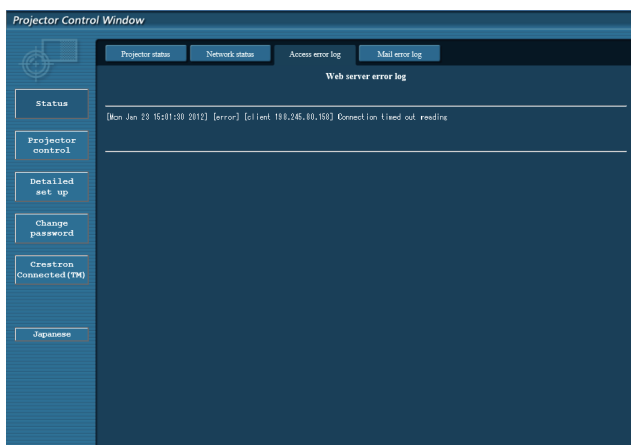 Projector Control Window
Projector status
Network status
Access error log
Mail error log
Web server error log
[Mon Jan 23 15:01:30 2012] [error] [client 198.245.80.158] Connection timed out reading
Status
Projector
control
Detailed
set up
Change
password
Crestron
Connected(TM)
Japanese